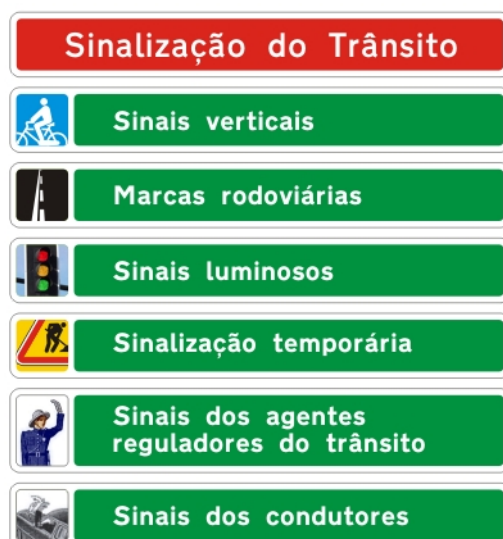 Sinalização do Trânsito
Sinais verticais
Marcas rodoviárias
Sinais luminosos
Sinalização temporária
Sinais dos agentes
reguladores do trânsito
Sinais dos condutores